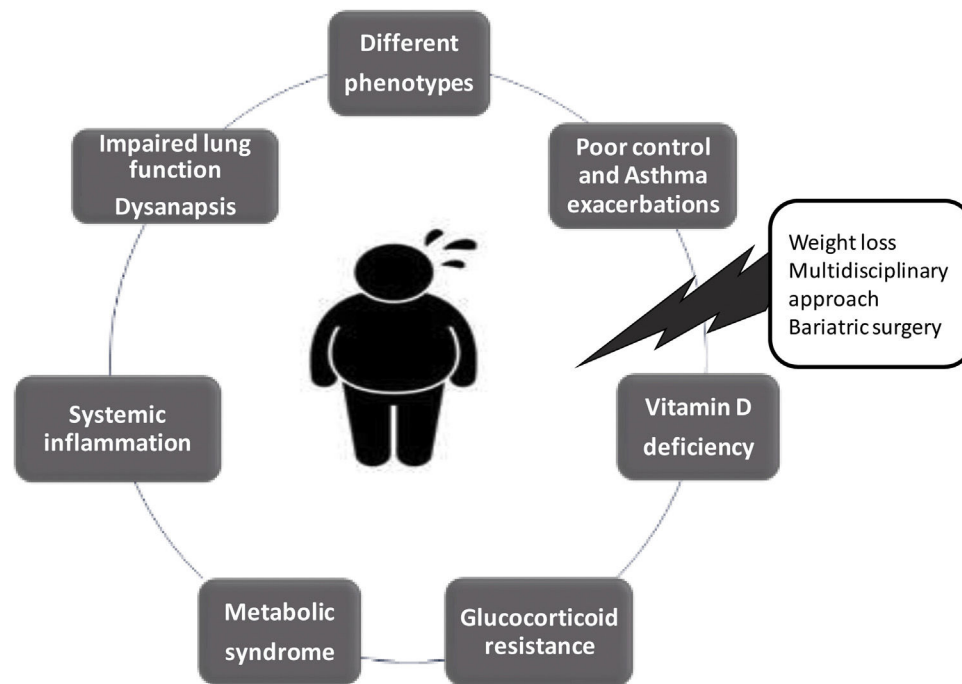 Different
phenotypes
Impaired lung
function
Dysanapsis
Poor control
and Asthma
exacerbations
Weight loss
Multidisciplinary
approach
Bariatric surgery
Systemic
inflammation
Vitamin D
deficiency
Metabolic
syndrome
Glucocorticoid
resistance